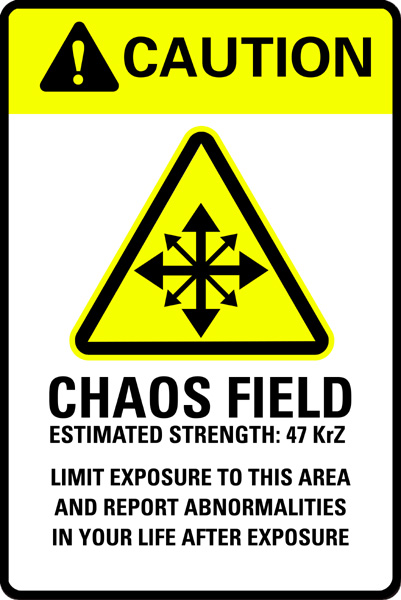 CAUTION
CHAOS FIELD
ESTIMATED STRENGTH: 47 KrZ
LIMIT EXPOSURE TO THIS AREA
AND REPORT ABNORMALITIES
IN YOUR LIFE AFTER EXPOSURE